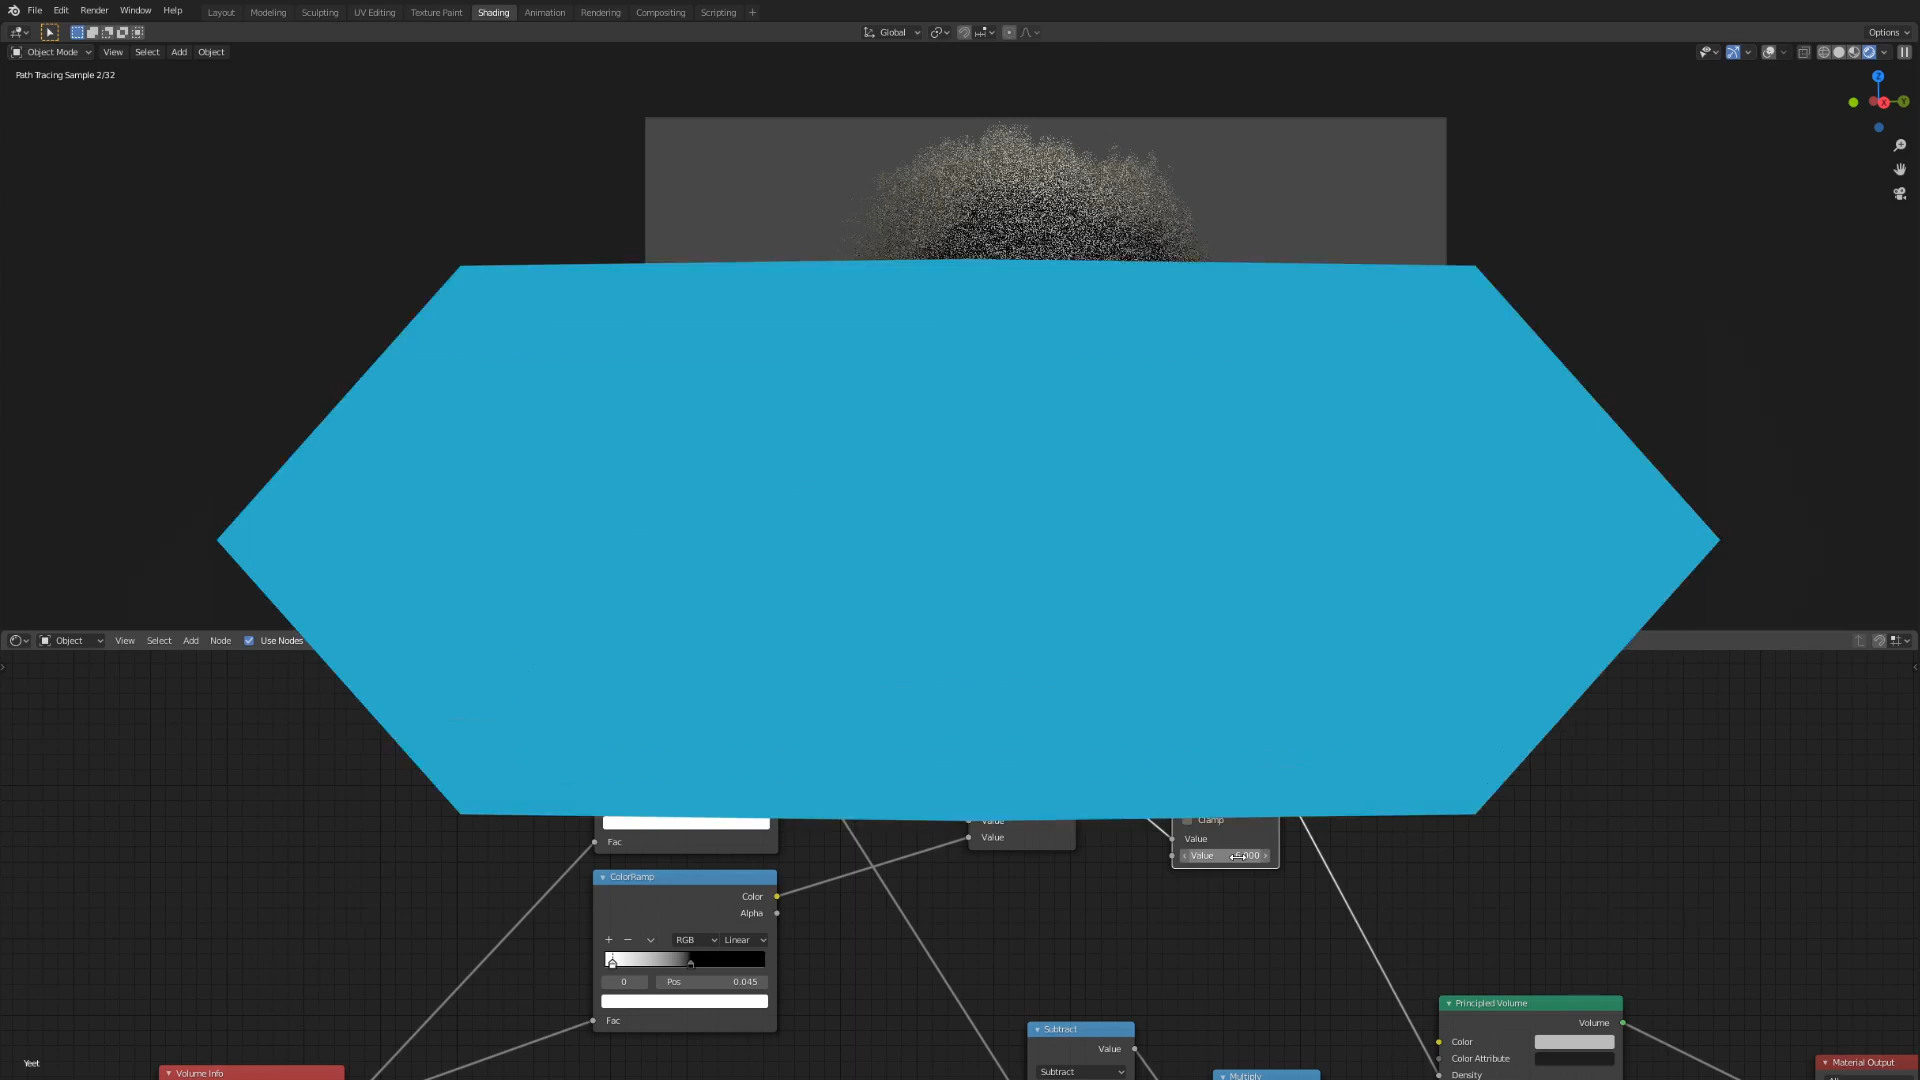 File Edit Render Window Help Layout Modeling Sculpting UV Editing Texture Paint Shading Animation Rendering Compositing Scripting +
Global Options
Object Mode View Select Add Object
Path Tracing Sample 2/32
Z
X
Y
Object View Select Add Node Use Nodes
Clamp
Value
Value
Value
Fac
Value
ColorRamp
Color
Alpha
RGB Linear
0 Pos 0.045
Fac
Principled Volume
Volume
Subtract
Color
Value
Color Attribute
Material Output
Yeet
Volume Info
Subtract
Multiply
Density